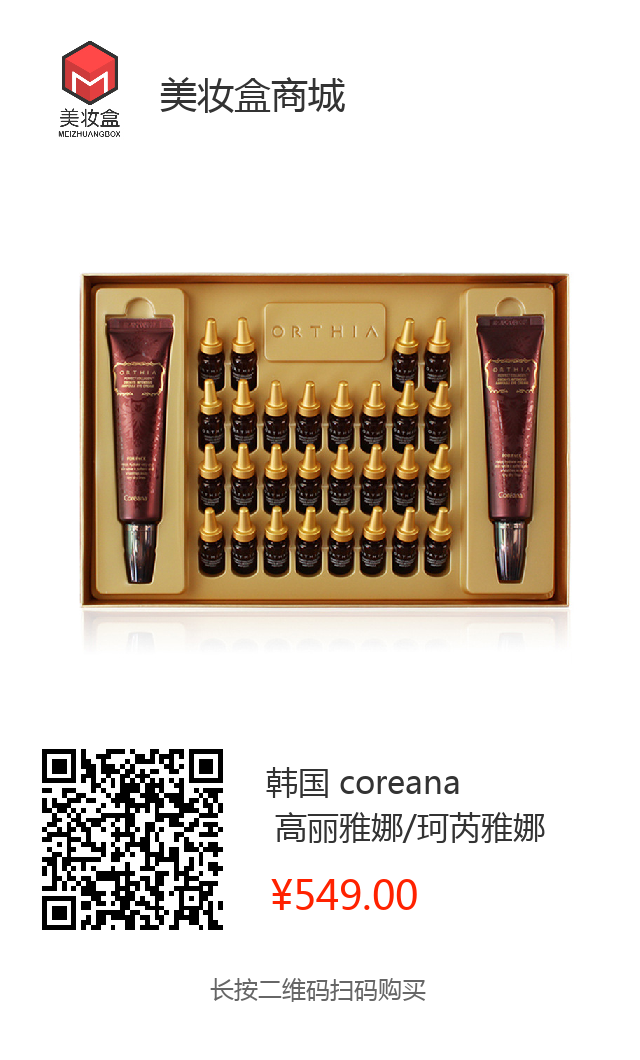 美妆盒
MEIZHUANGBOX
美妆盒商城
ORTHIA
ORTHIA
ORTHIA
Coreana
Coreana
韩国 coreana
高丽雅娜/珂芮雅娜
¥549.00
长按二维码扫码购买